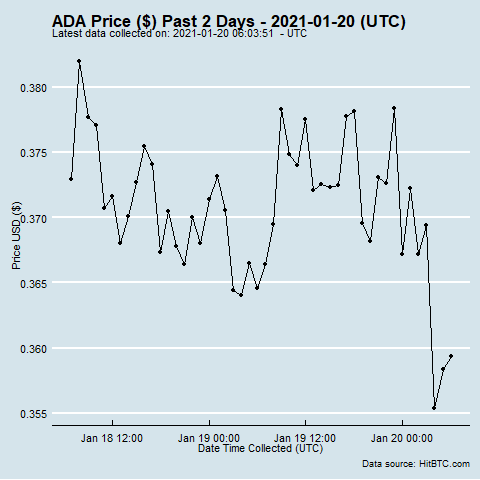 ADA Price ($) Past 2 Days - 2021-01-20 (UTC)
Latest data collected on: 2021-01-20 06:03:51 - UTC
0.380
0.375
0.370
0.365
0.360
0.355
Price USD ($)
Jan 18 12:00 Jan 19 00:00 Jan 19 12:00 Jan 20 00:00
Date Time Collected (UTC)
Data source: HitBTC.com